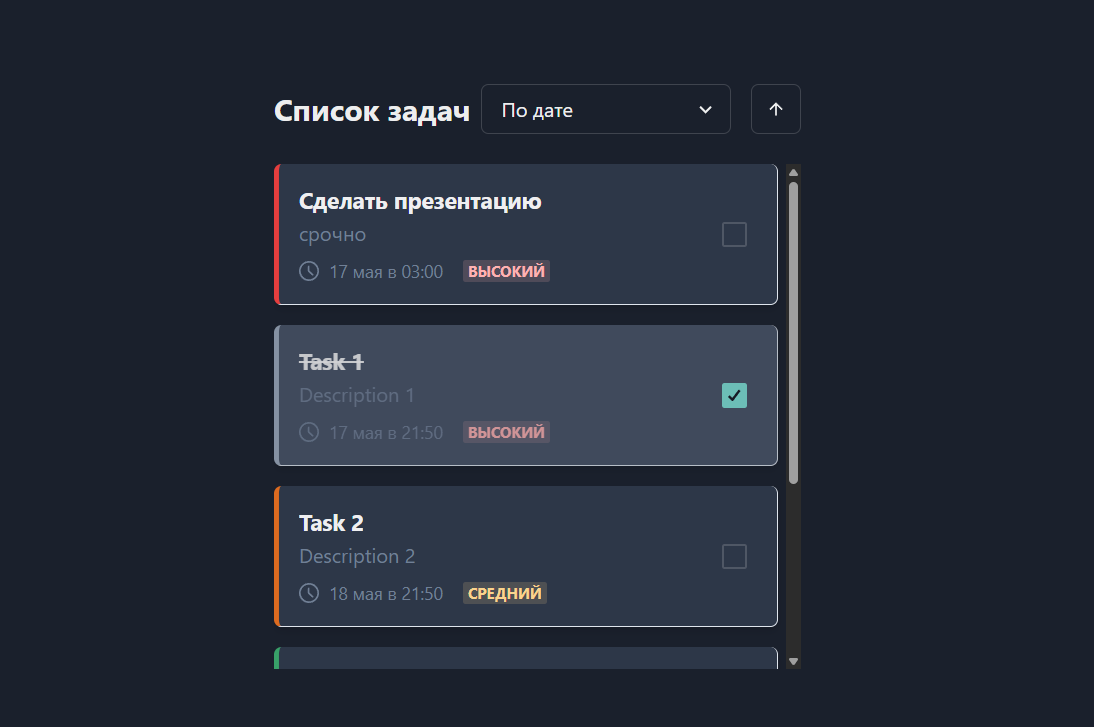 Список задач
По дате
Сделать презентацию
срочно
17 мая в 03:00 ВЫСОКИЙ
Task 1
Description 1
17 мая в 21:50 ВЫСОКИЙ
Task 2
Description 2
18 мая в 21:50 СРЕДНИЙ